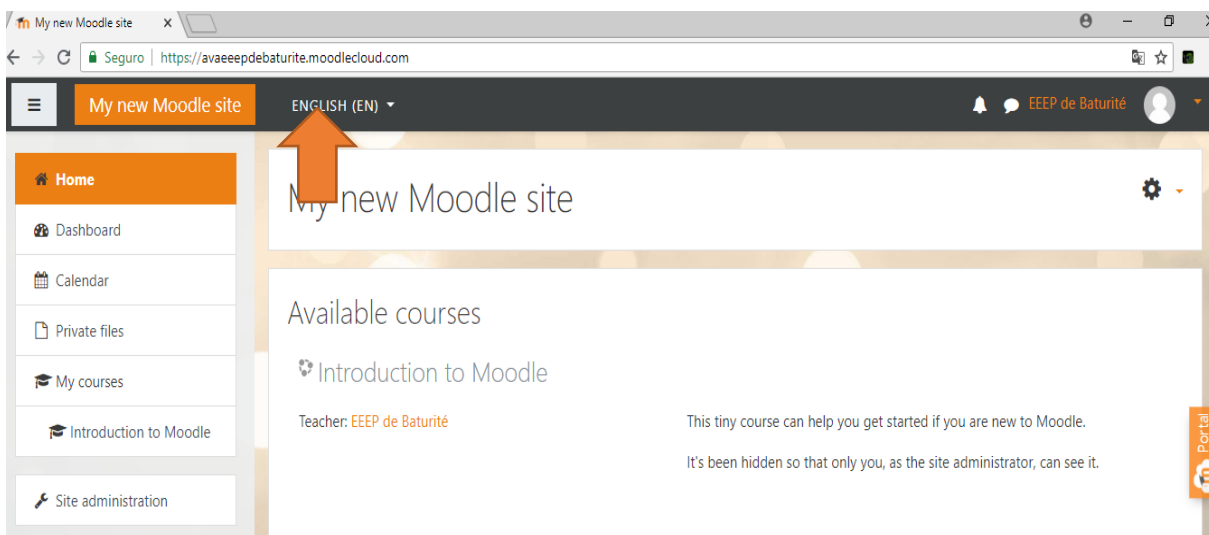 My new Moodle site
Seguro | https://avaeeepdebaturite.moodlecloud.com
My new Moodle site
ENGLISH (EN)
EEEP de Baturité
Home
Dashboard
Calendar
Private files
My courses
Introduction to Moodle
Site administration
My new Moodle site
Available courses
Introduction to Moodle
Teacher: EEEP de Baturité
This tiny course can help you get started if you are new to Moodle.
It's been hidden so that only you, as the site administrator, can see it.
Portal